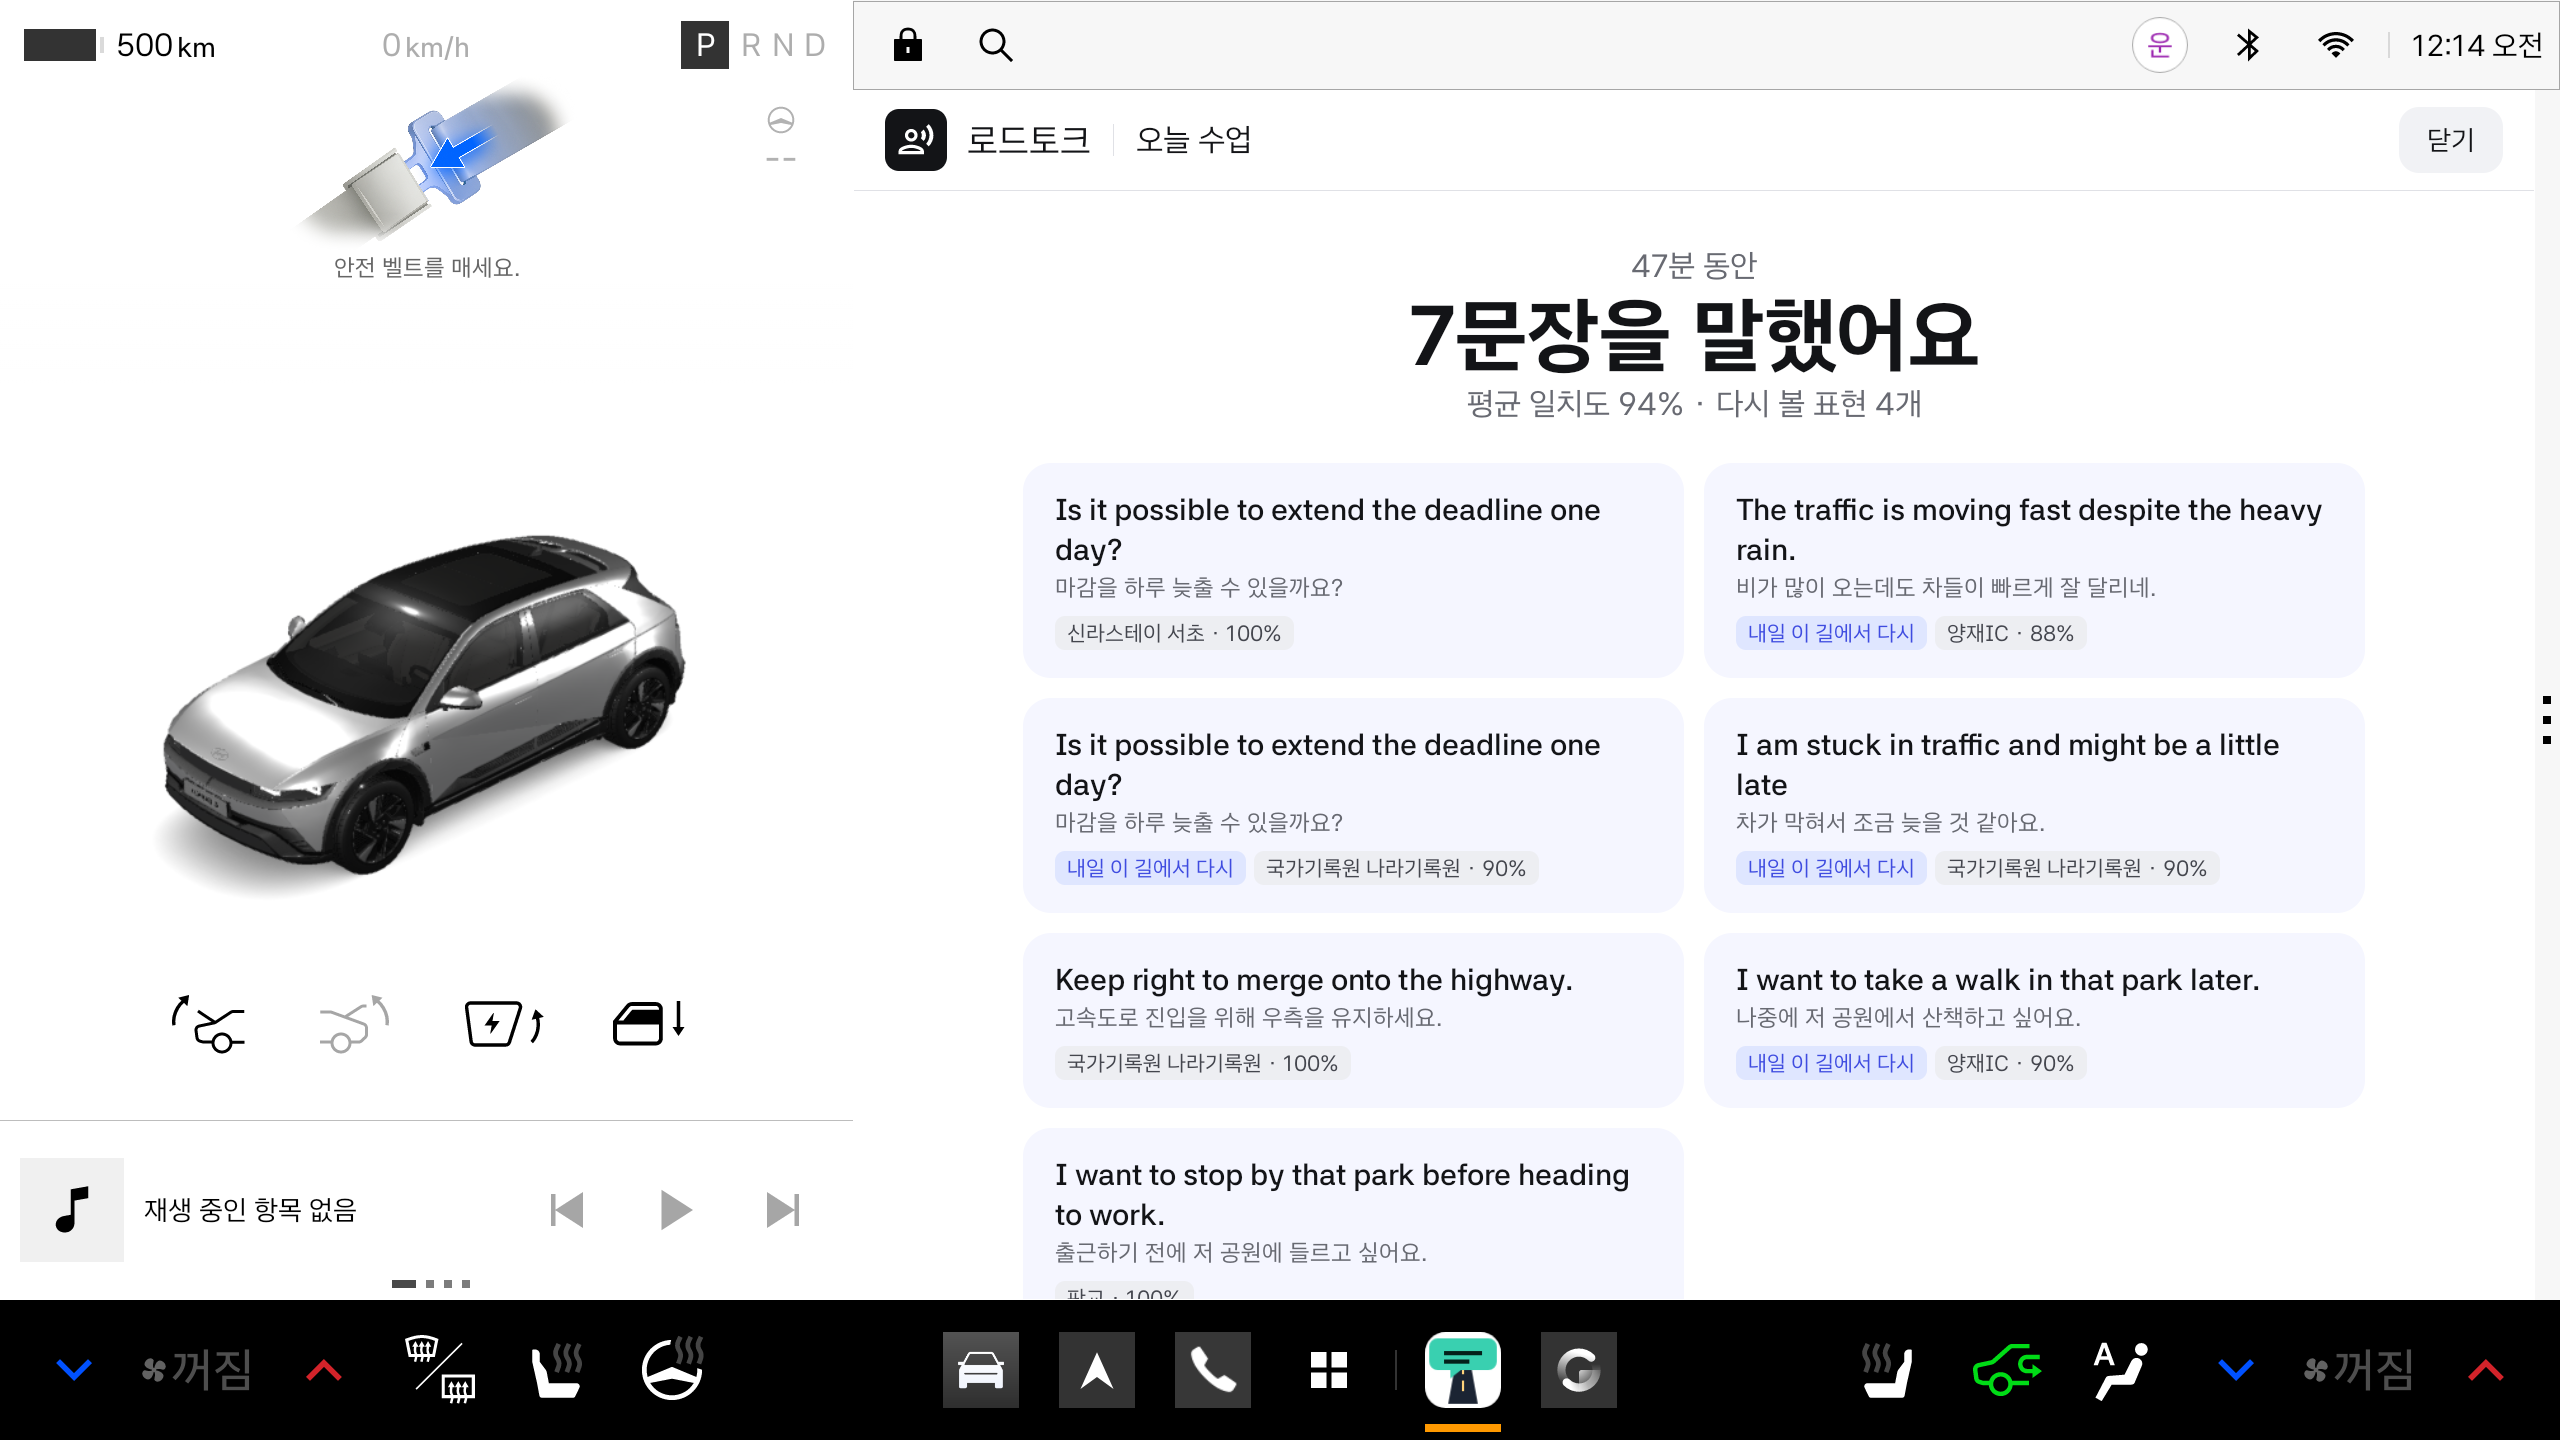 500 km
0 km/h
P R N D
12:14 오전
운
로드토크
오늘 수업
닫기
안전 벨트를 매세요.
47분 동안
7문장을 말했어요
평균 일치도 94% · 다시 볼 표현 4개
Is it possible to extend the deadline one
day?
마감을 하루 늦출 수 있을까요?
신라스테이 서초 · 100%
The traffic is moving fast despite the heavy
rain.
비가 많이 오는데도 차들이 빠르게 잘 달리네.
내일 이 길에서 다시
양재IC · 88%
Is it possible to extend the deadline one
day?
마감을 하루 늦출 수 있을까요?
내일 이 길에서 다시
국가기록원 나라기록원 · 90%
I am stuck in traffic and might be a little
late
차가 막혀서 조금 늦을 것 같아요.
내일 이 길에서 다시
국가기록원 나라기록원 · 90%
Keep right to merge onto the highway.
고속도로 진입을 위해 우측을 유지하세요.
국가기록원 나라기록원 · 100%
I want to take a walk in that park later.
나중에 저 공원에서 산책하고 싶어요.
내일 이 길에서 다시
양재IC · 90%
I want to stop by that park before heading
to work.
출근하기 전에 저 공원에 들르고 싶어요.
판교 · 100%
재생 중인 항목 없음
꺼짐
A
꺼짐